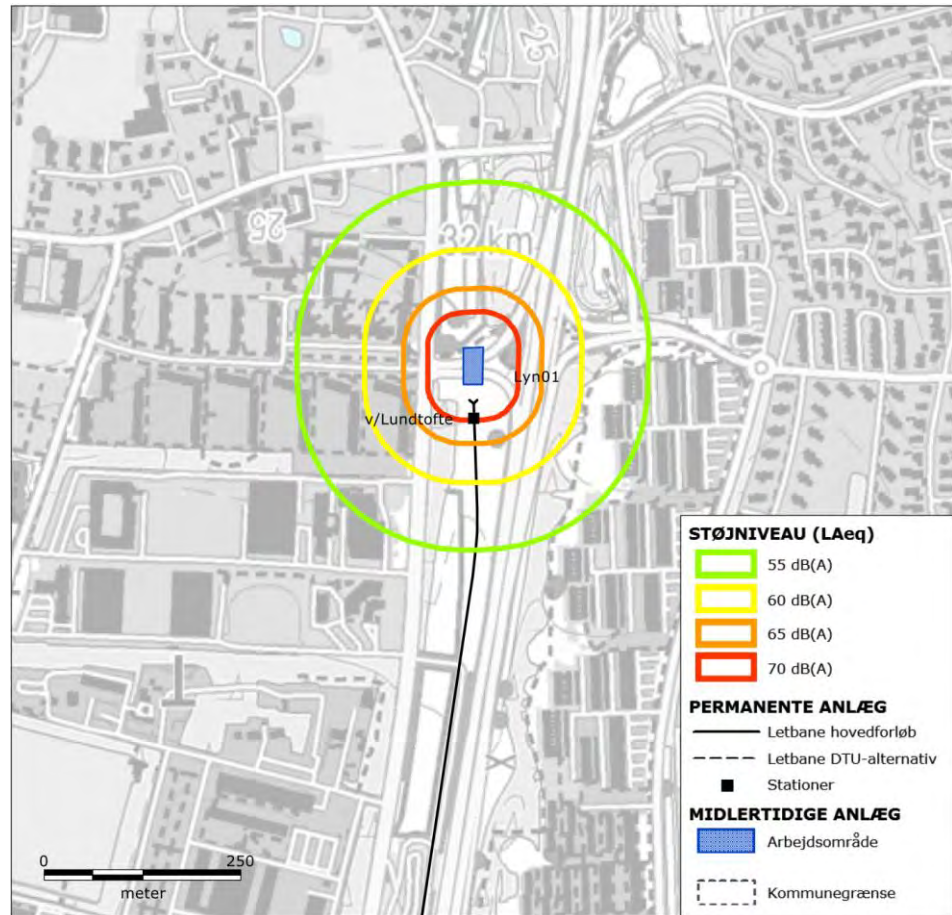 25
25
32 km
Lyn01
v/Lundtofte
STØJNIVEAU (LAeq)
55 dB(A)
60 dB(A)
65 dB(A)
70 dB(A)
PERMANENTE ANLÆG
Letbane hovedforløb
Letbane DTU-alternativ
Stationer
MIDLERTIDIGE ANLÆG
Arbejdsområde
Kommunegrænse
0 250
meter